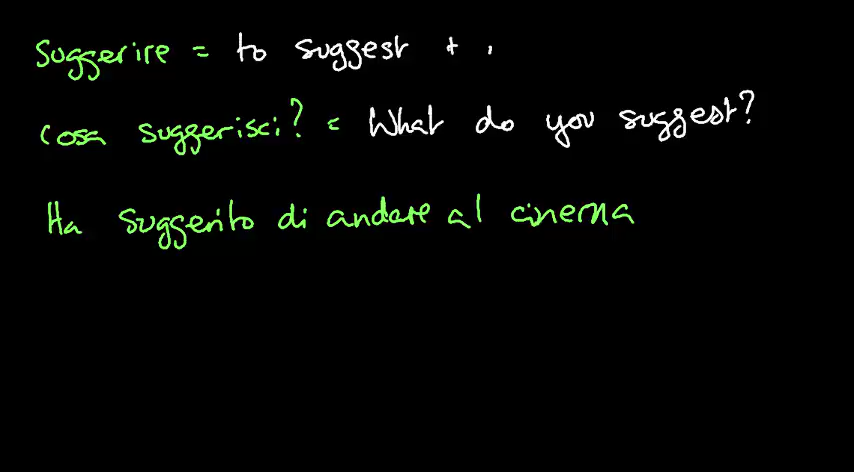 Suggerire = to suggest +
cosa suggerisci? = What do you suggest?
Ha suggerito di andare al cinema